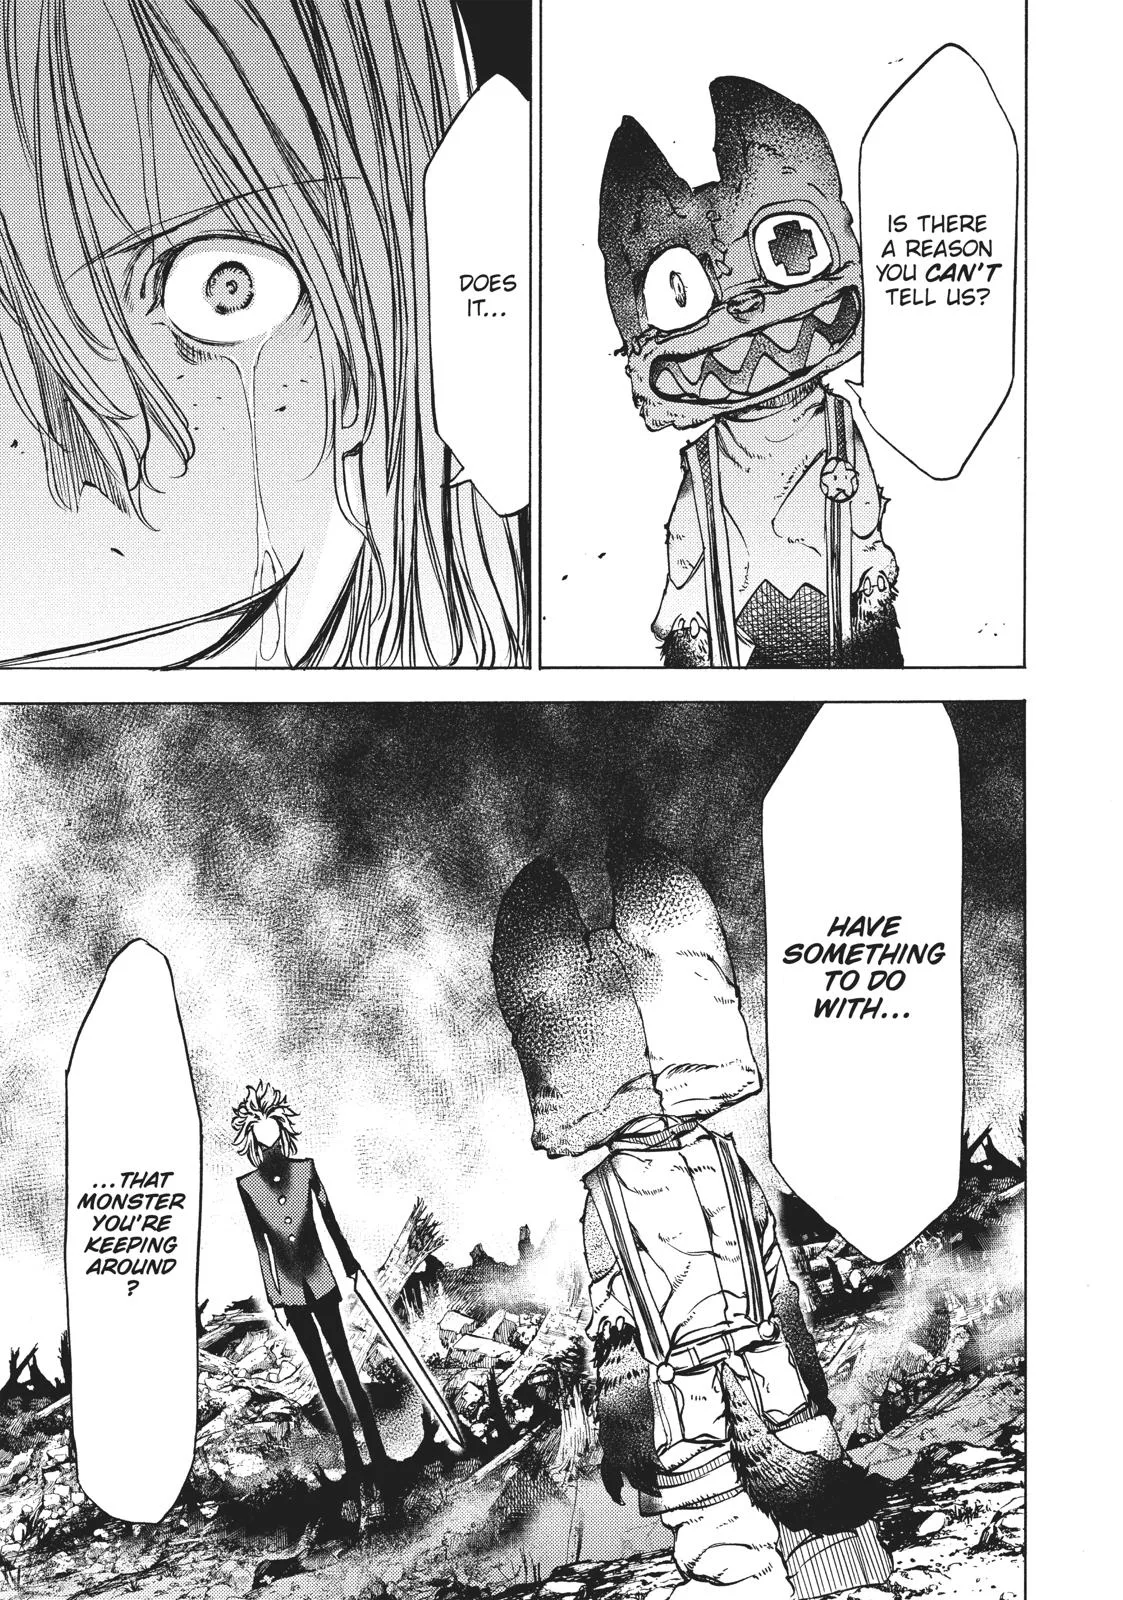 IS THERE
A REASON
YOU CAN'T
TELL US?
DOES
IT...
HAVE
SOMETHING
TO DO
WITH...
...THAT
MONSTER
YOU'RE
KEEPING
AROUND
?